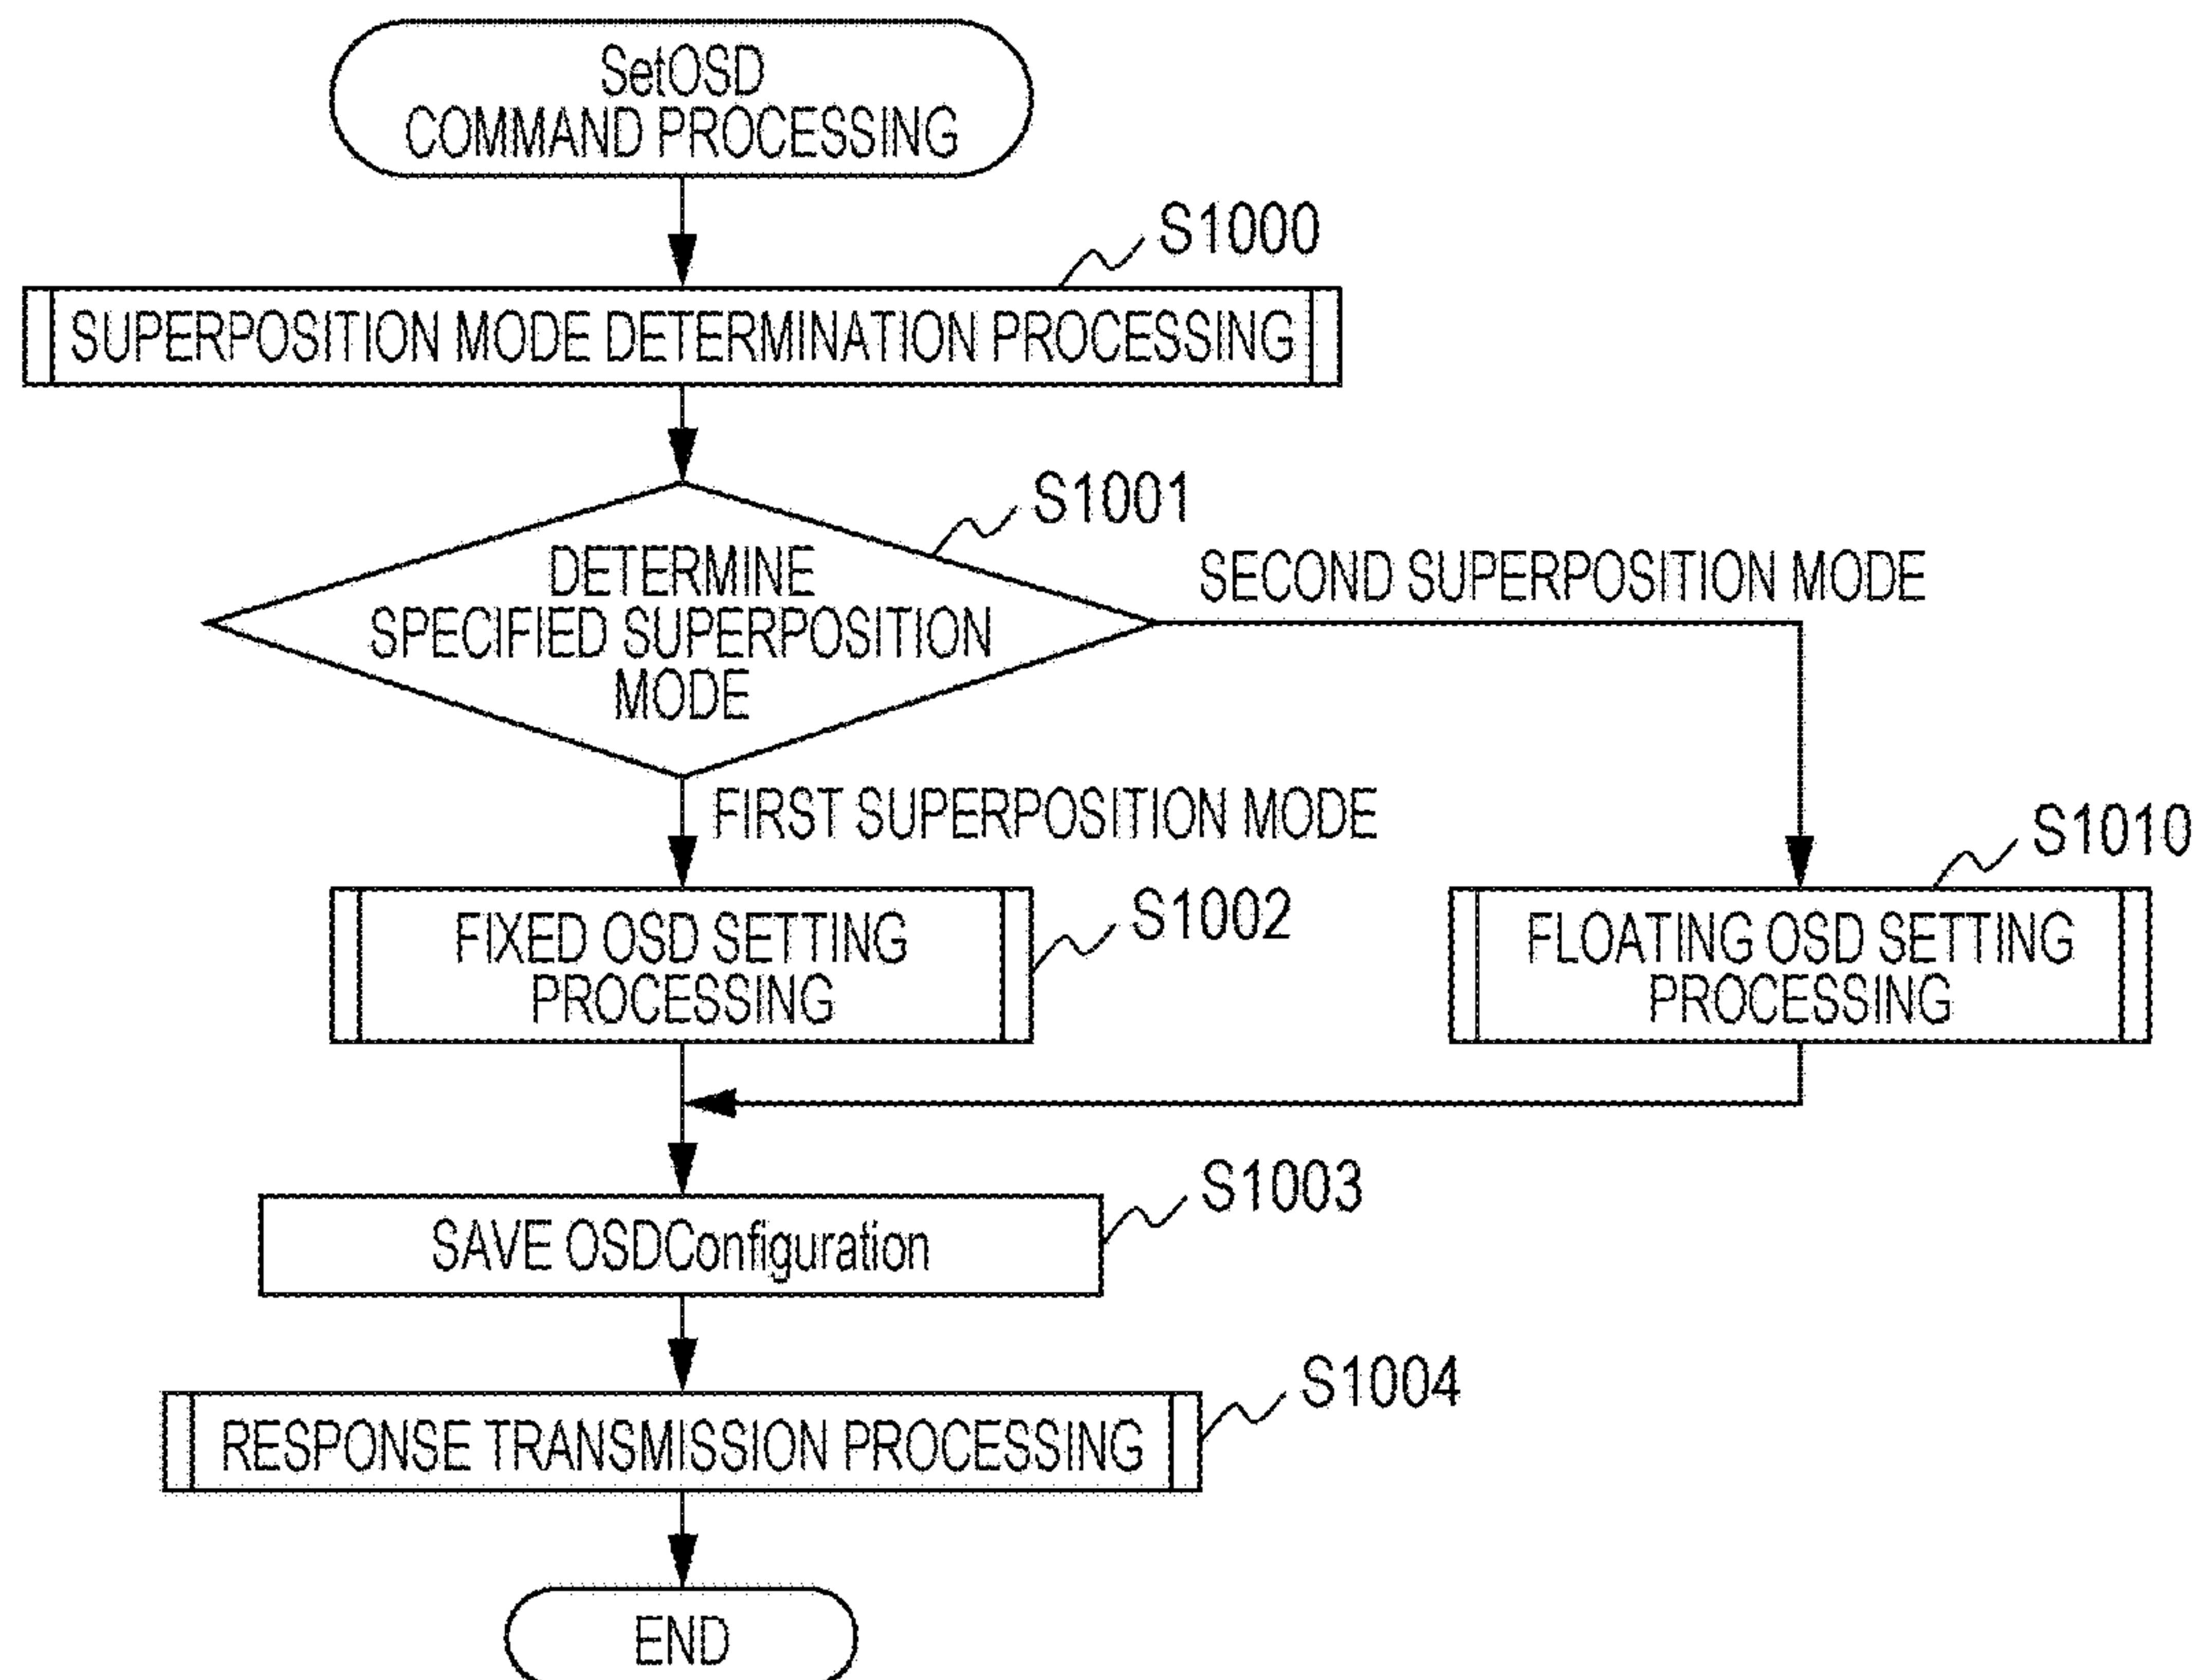 SetOSD
COMMAND PROCESSING
S1000
SUPERPOSITION MODE DETERMINATION PROCESSING
S1001
DETERMINE
SPECIFIED SUPERPOSITION
MODE
SECOND SUPERPOSITION MODE
FIRST SUPERPOSITION MODE
S1002
FIXED OSD SETTING
PROCESSING
S1010
FLOATING OSD SETTING
PROCESSING
S1003
SAVE OSDConfiguration
S1004
RESPONSE TRANSMISSION PROCESSING
END